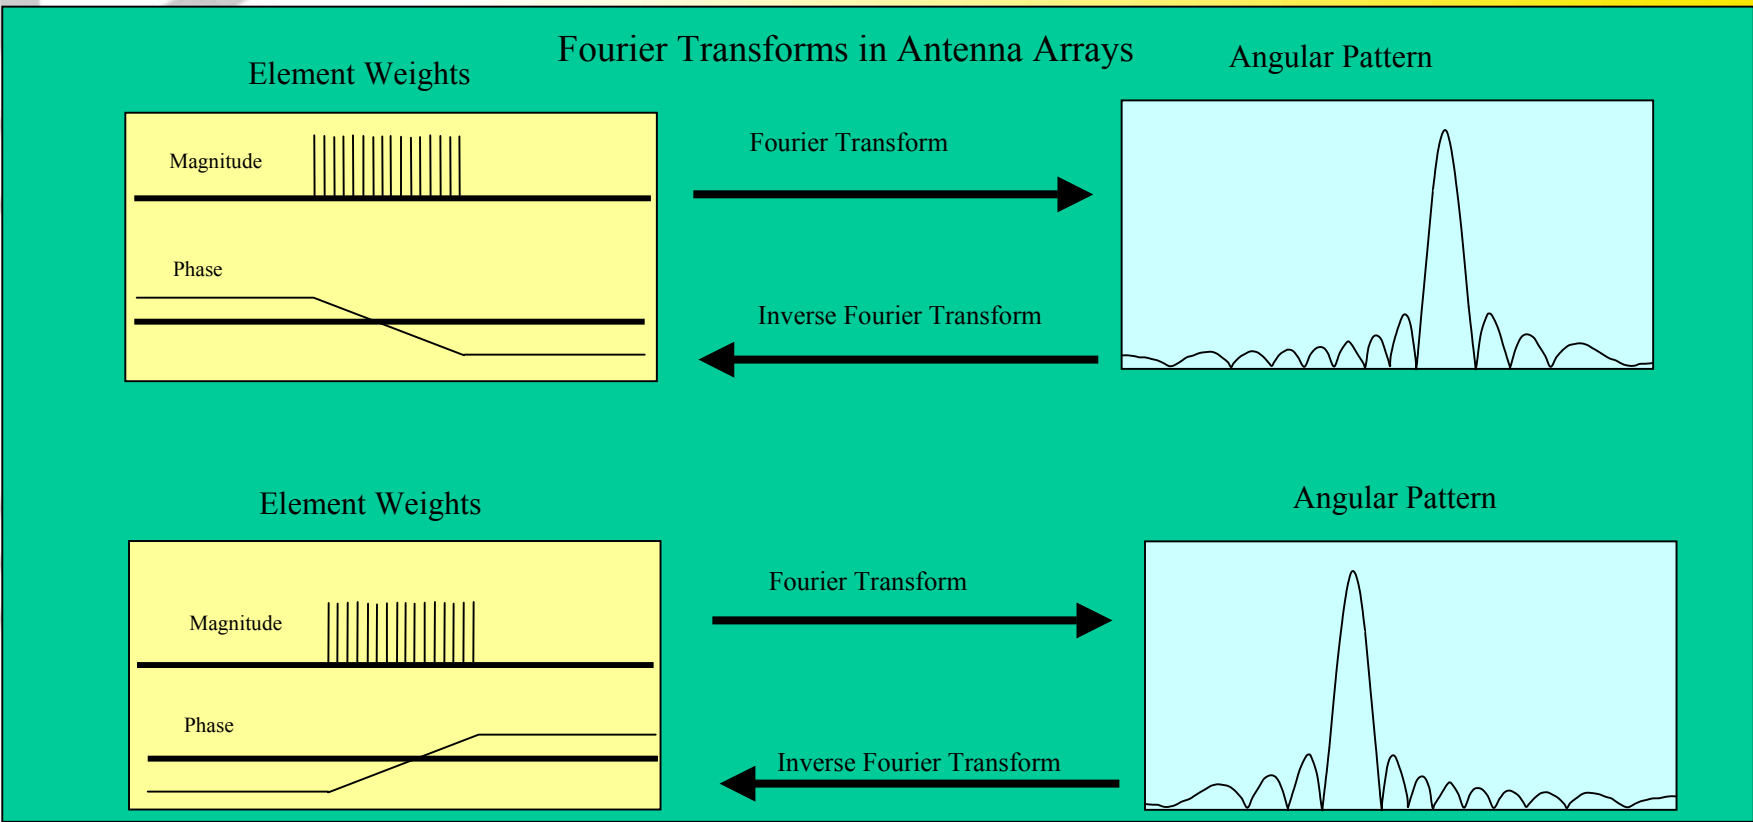 Fourier Transforms in Antenna Arrays
Element Weights
Angular Pattern
Magnitude
Fourier Transform
Phase
Inverse Fourier Transform
Element Weights
Angular Pattern
Magnitude
Fourier Transform
Phase
Inverse Fourier Transform